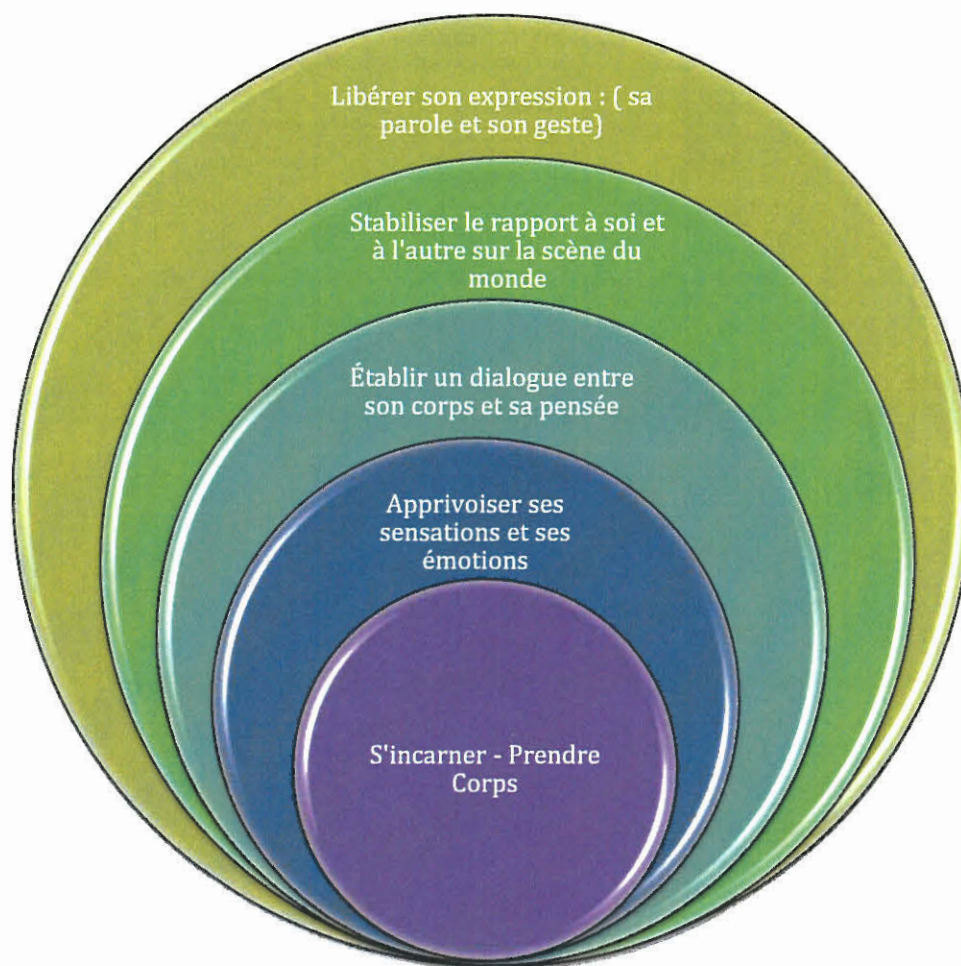 Libérer son expression : ( sa
parole et son geste)
Stabiliser le rapport à soi et
à l'autre sur la scène du
monde
Établir un dialogue entre
son corps et sa pensée
Apprivoiser ses
sensations et ses
émotions
S'incarner - Prendre
Corps